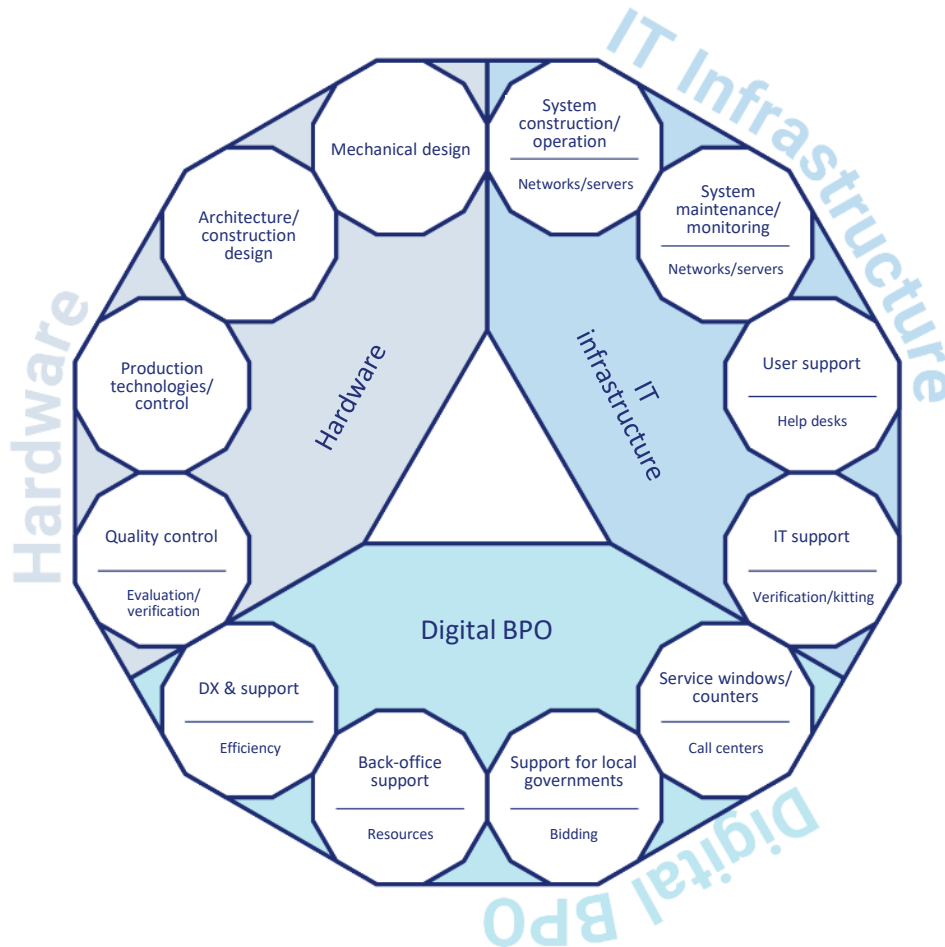 IT Infrastructure
Hardware
Digital BPO
Mechanical design
System
construction/
operation
Networks/servers
System
maintenance/
monitoring
Networks/servers
Architecture/
construction
design
Production
technologies/
control
User support
Help desks
Hardware
IT
infrastructure
Quality control
Evaluation/
verification
IT support
Verification/kitting
Digital BPO
DX & support
Efficiency
Service windows/
counters
Call centers
Back-office
support
Resources
Support for local
governments
Bidding